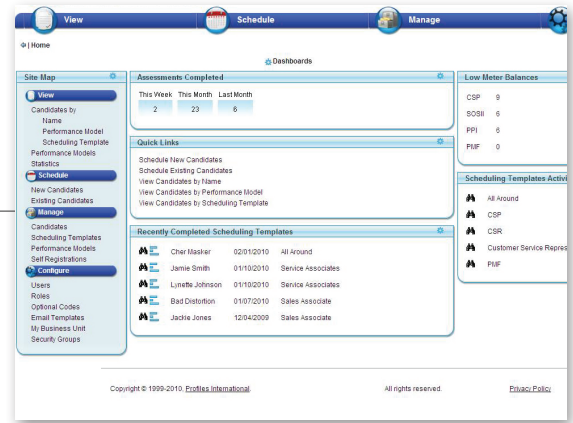 View Schedule Manage
| Home
Dashboards
Site Map
View
Candidates by
Name
Performance Model
Scheduling Template
Performance Models
Statistics
Schedule
New Candidates
Existing Candidates
Manage
Candidates
Scheduling Templates
Performance Models
Self Registrations
Configure
Users
Roles
Optional Codes
Email Templates
My Business Unit
Security Groups
Assessments Completed
This Week This Month Last Month
2 23 6
Quick Links
Schedule New Candidates
Schedule Existing Candidates
View Candidates by Name
View Candidates by Performance Model
View Candidates by Scheduling Template
Recently Completed Scheduling Templates
Cher Masker 02/01/2010 All Around
Jamie Smith 01/10/2010 Service Associates
Lynette Johnson 01/10/2010 Service Associates
Bad Distortion 01/07/2010 Sales Associate
Jackie Jones 12/04/2009 Sales Associate
Low Meter Balances
CSP 9
SOSII 6
PPI 6
PMF 0
Scheduling Templates Activi
All Around
CSP
CSR
Customer Service Repres
PMF
Copyright © 1999-2010, Profiles International. All rights reserved. Privacy Policy